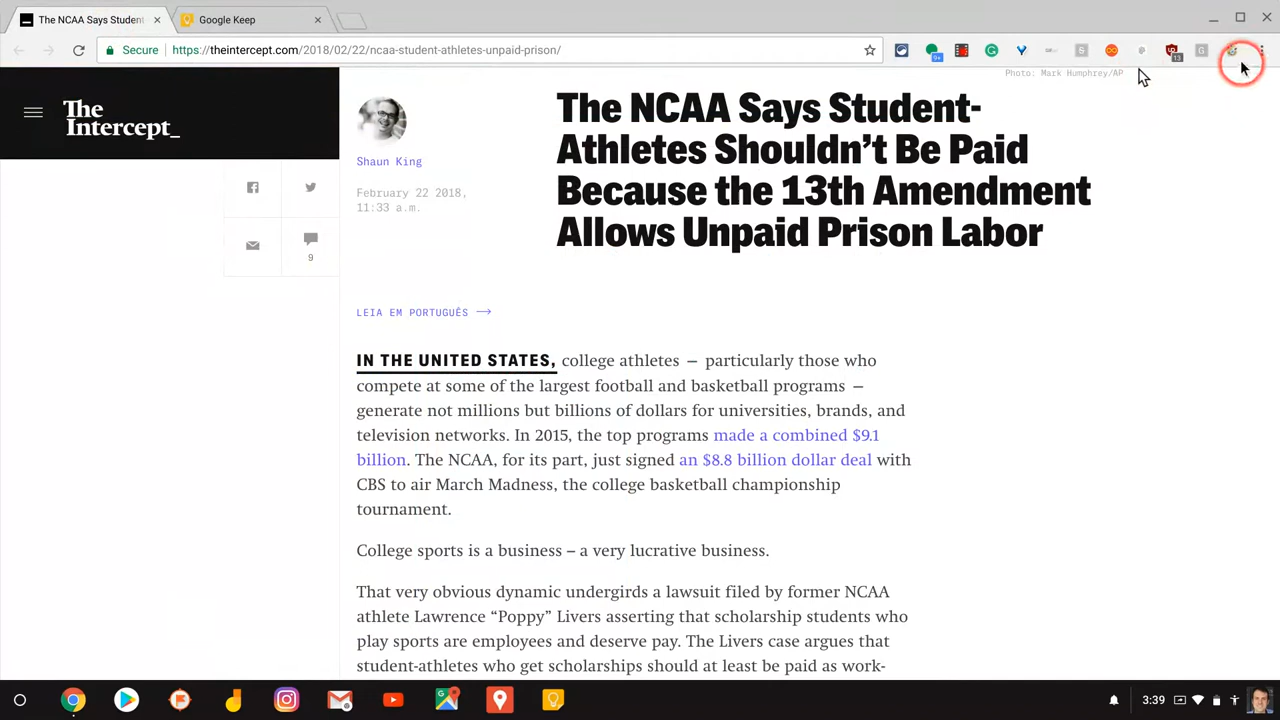 The NCAA Says Student
Google Keep
Secure
https://theintercept.com/2018/02/22/ncaa-student-athletes-unpaid-prison/
9+
13
Photo: Mark Humphrey/AP
The
Intercept_
Shaun King
February 22 2018,
11:33 a.m.
The NCAA Says Student-
Athletes Shouldn’t Be Paid
Because the 13th Amendment
Allows Unpaid Prison Labor
9
LEIA EM PORTUGUÊS ⟶
IN THE UNITED STATES, college athletes — particularly those who
compete at some of the largest football and basketball programs —
generate not millions but billions of dollars for universities, brands, and
television networks. In 2015, the top programs made a combined $9.1
billion. The NCAA, for its part, just signed an $8.8 billion dollar deal with
CBS to air March Madness, the college basketball championship
tournament.
College sports is a business – a very lucrative business.
That very obvious dynamic undergirds a lawsuit filed by former NCAA
athlete Lawrence “Poppy” Livers asserting that scholarship students who
play sports are employees and deserve pay. The Livers case argues that
student-athletes who get scholarships should at least be paid as work-
3:39